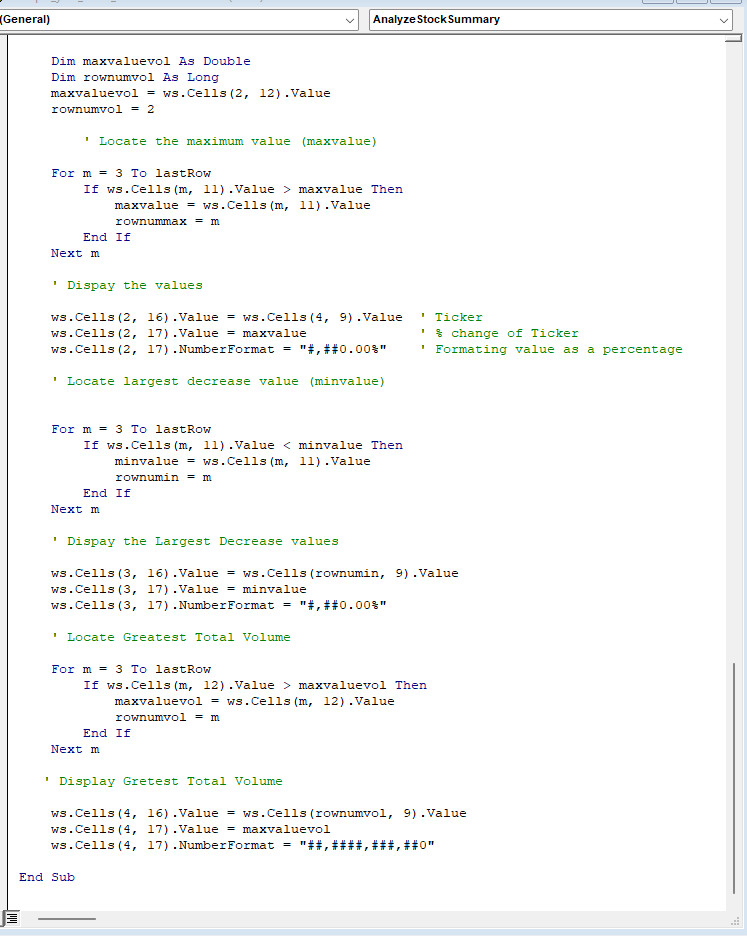 (General)
AnalyzeStockSummary
Dim maxvaluevol As Double
Dim rownumvol As Long
maxvaluevol = ws.Cells(2, 12).Value
rownumvol = 2
' Locate the maximum value (maxvalue)
For m = 3 To lastRow
If ws.Cells(m, 11).Value > maxvalue Then
maxvalue = ws.Cells(m, 11).Value
rownummax = m
End If
Next m
' Dispay the values
ws.Cells(2, 16).Value = ws.Cells(4, 9).Value ' Ticker
ws.Cells(2, 17).Value = maxvalue ' % change of Ticker
ws.Cells(2, 17).NumberFormat = "#,##0.00%" ' Formating value as a percentage
' Locate largest decrease value (minvalue)
For m = 3 To lastRow
If ws.Cells(m, 11).Value < minvalue Then
minvalue = ws.Cells(m, 11).Value
rownumin = m
End If
Next m
' Dispay the Largest Decrease values
ws.Cells(3, 16).Value = ws.Cells(rownumin, 9).Value
ws.Cells(3, 17).Value = minvalue
ws.Cells(3, 17).NumberFormat = "#,##0.00%"
' Locate Greatest Total Volume
For m = 3 To lastRow
If ws.Cells(m, 12).Value > maxvaluevol Then
maxvaluevol = ws.Cells(m, 12).Value
rownumvol = m
End If
Next m
' Display Gretest Total Volume
ws.Cells(4, 16).Value = ws.Cells(rownumvol, 9).Value
ws.Cells(4, 17).Value = maxvaluevol
ws.Cells(4, 17).NumberFormat = "##,####,###,##0"
End Sub